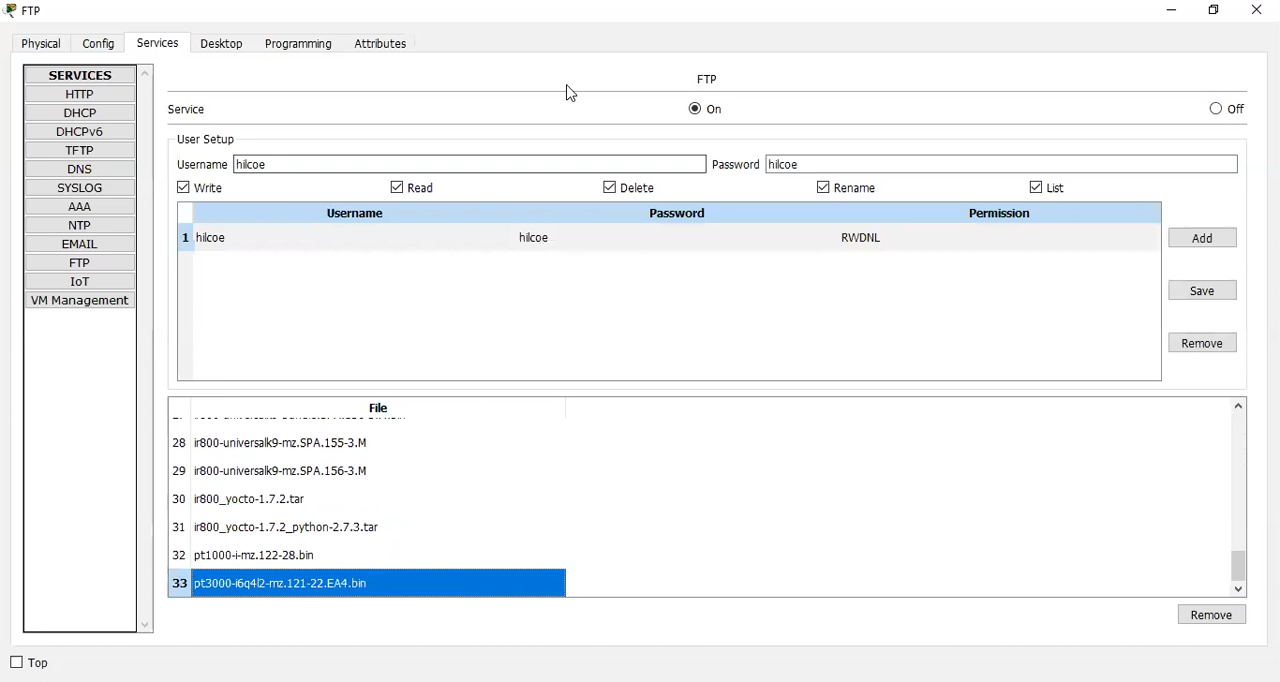 FTP
Physical Config Services Desktop Programming Attributes
SERVICES
HTTP
DHCP
DHCPv6
TFTP
DNS
SYSLOG
AAA
NTP
EMAIL
FTP
IoT
VM Management
FTP
Service On Off
User Setup
Username hilcoe Password hilcoe
Write Read Delete Rename List
Username Password Permission
1 hilcoe hilcoe RWDNL
Add
Save
Remove
File
28 ir800-universalk9-mz.SPA.155-3.M
29 ir800-universalk9-mz.SPA.156-3.M
30 ir800_yocto-1.7.2.tar
31 ir800_yocto-1.7.2_python-2.7.3.tar
32 pt1000-i-mz.122-28.bin
33 pt3000-i6q4l2-mz.121-22.EA4.bin
Remove
Top